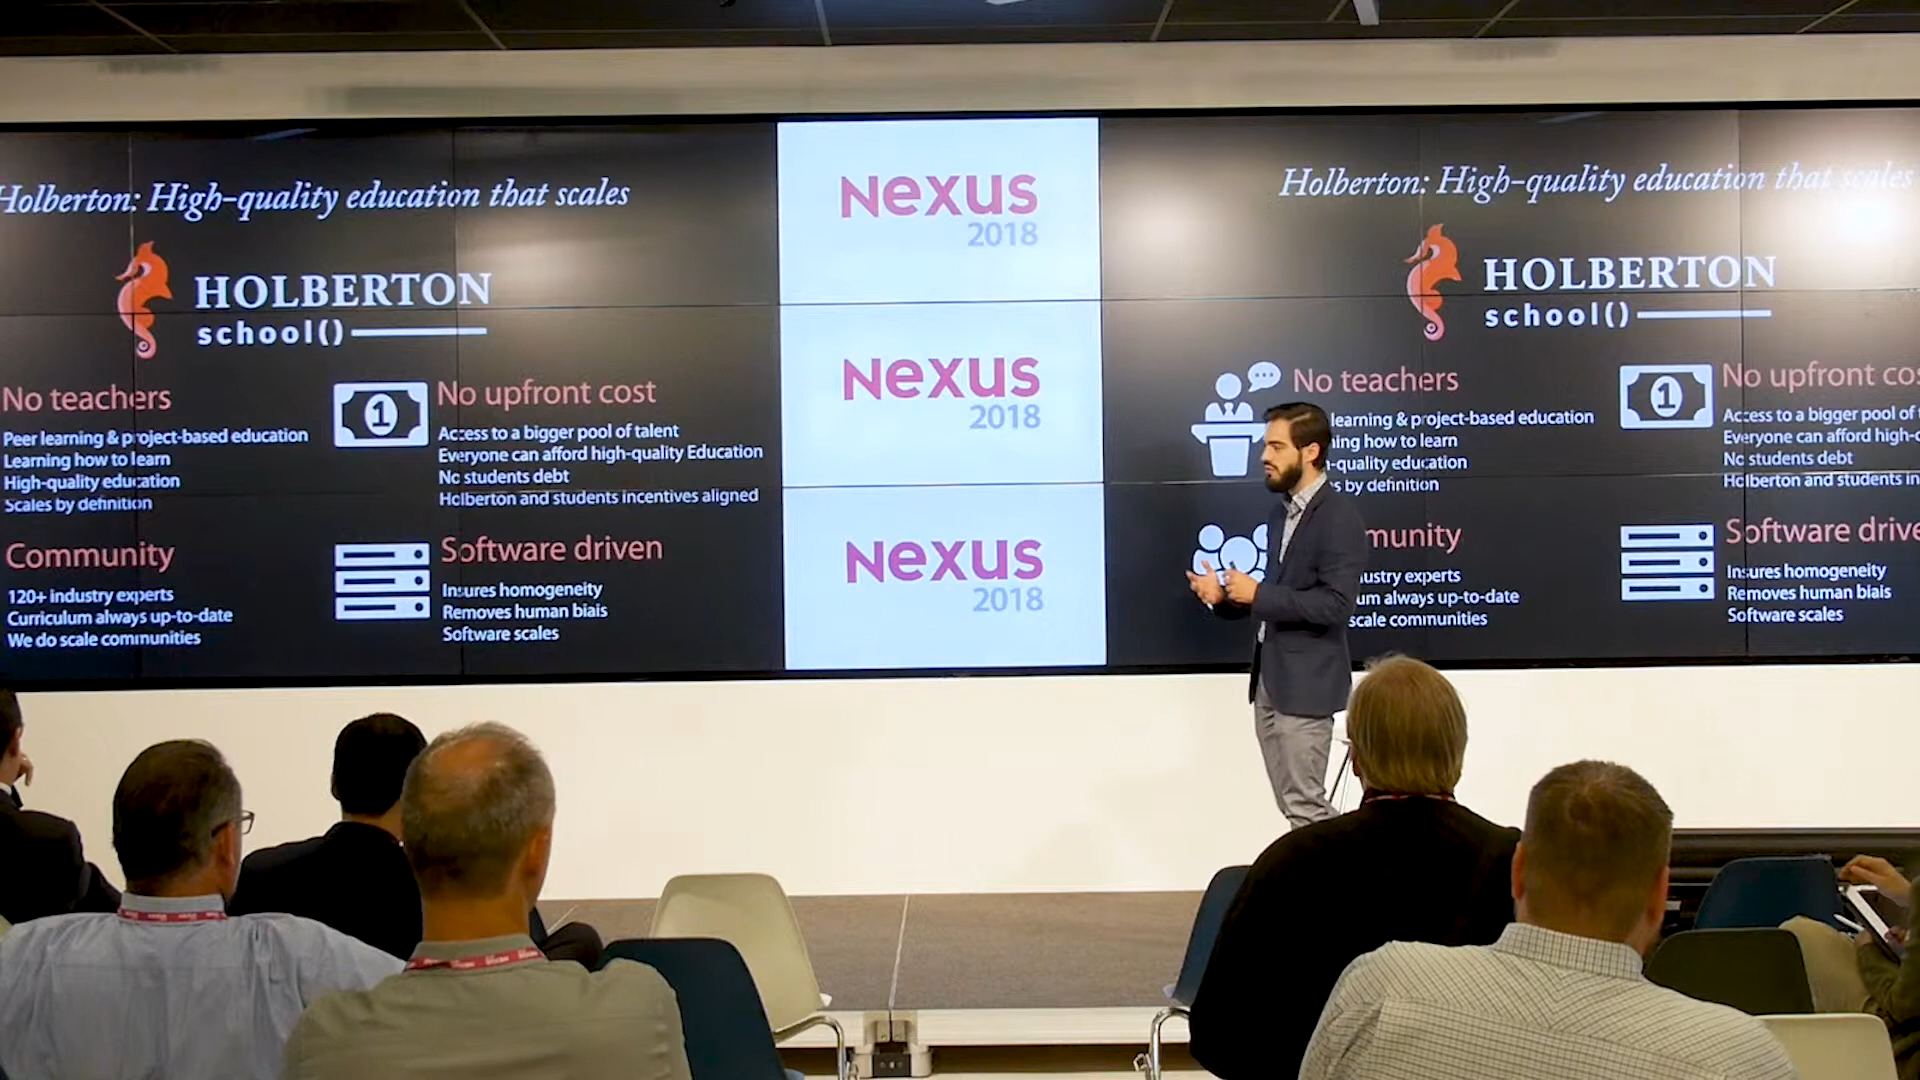 Holberton: High-quality education that scales
HOLBERTON
school()
No teachers
Peer learning & project-based education
Learning how to learn
High-quality education
Scales by definition
1
No upfront cost
Access to a bigger pool of talent
Everyone can afford high-quality Education
No students debt
Holberton and students incentives aligned
Community
120+ industry experts
Curriculum always up-to-date
We do scale communities
Software driven
Insures homogeneity
Removes human biais
Software scales
Nexus
2018
Nexus
2018
Nexus
2018
Holberton: High-quality education that scales
HOLBERTON
school()
No teachers
learning & project-based education
ing how to learn
-quality education
s by definition
1
No upfront cos
Access to a bigger pool of
Everyone can afford high-
No students debt
Holberton and students in
munity
ustry experts
um always up-to-date
scale communities
Software drive
Insures homogeneity
Removes human biais
Software scales